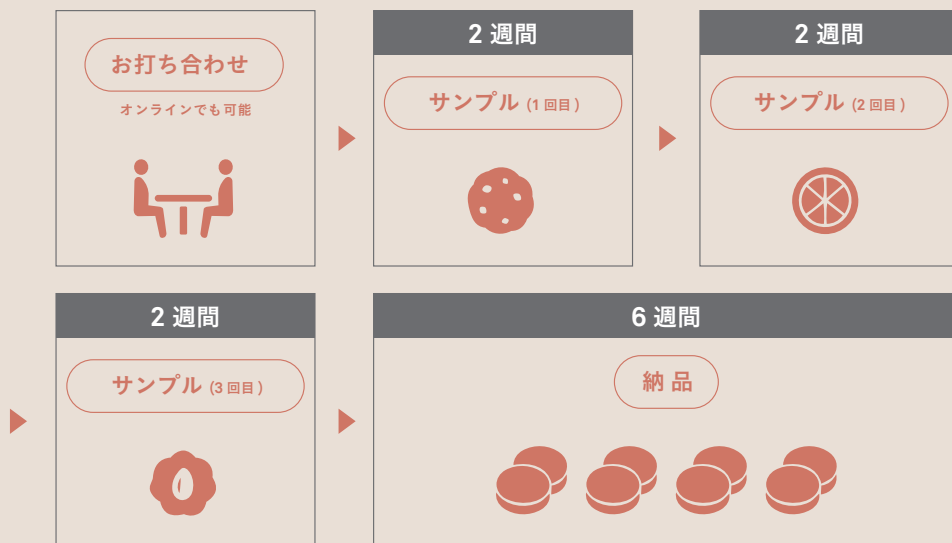 お打ち合わせ
オンラインでも可能
2 週間
サンプル (1 回目)
2 週間
サンプル (2 回目)
2 週間
サンプル (3 回目)
6 週間
納 品